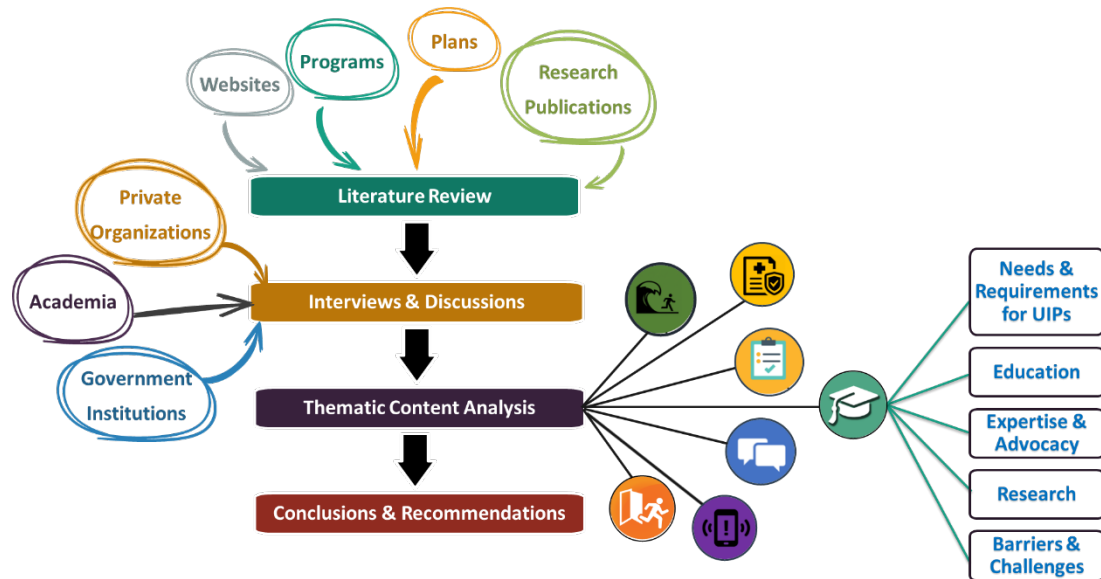 Plans
Programs
Websites
Research
Publications
Literature Review
Private
Organizations
Academia
Government
Institutions
Interviews & Discussions
Thematic Content Analysis
Conclusions & Recommendations
Needs &
Requirements
for UIPs
Education
Expertise &
Advocacy
Research
Barriers &
Challenges